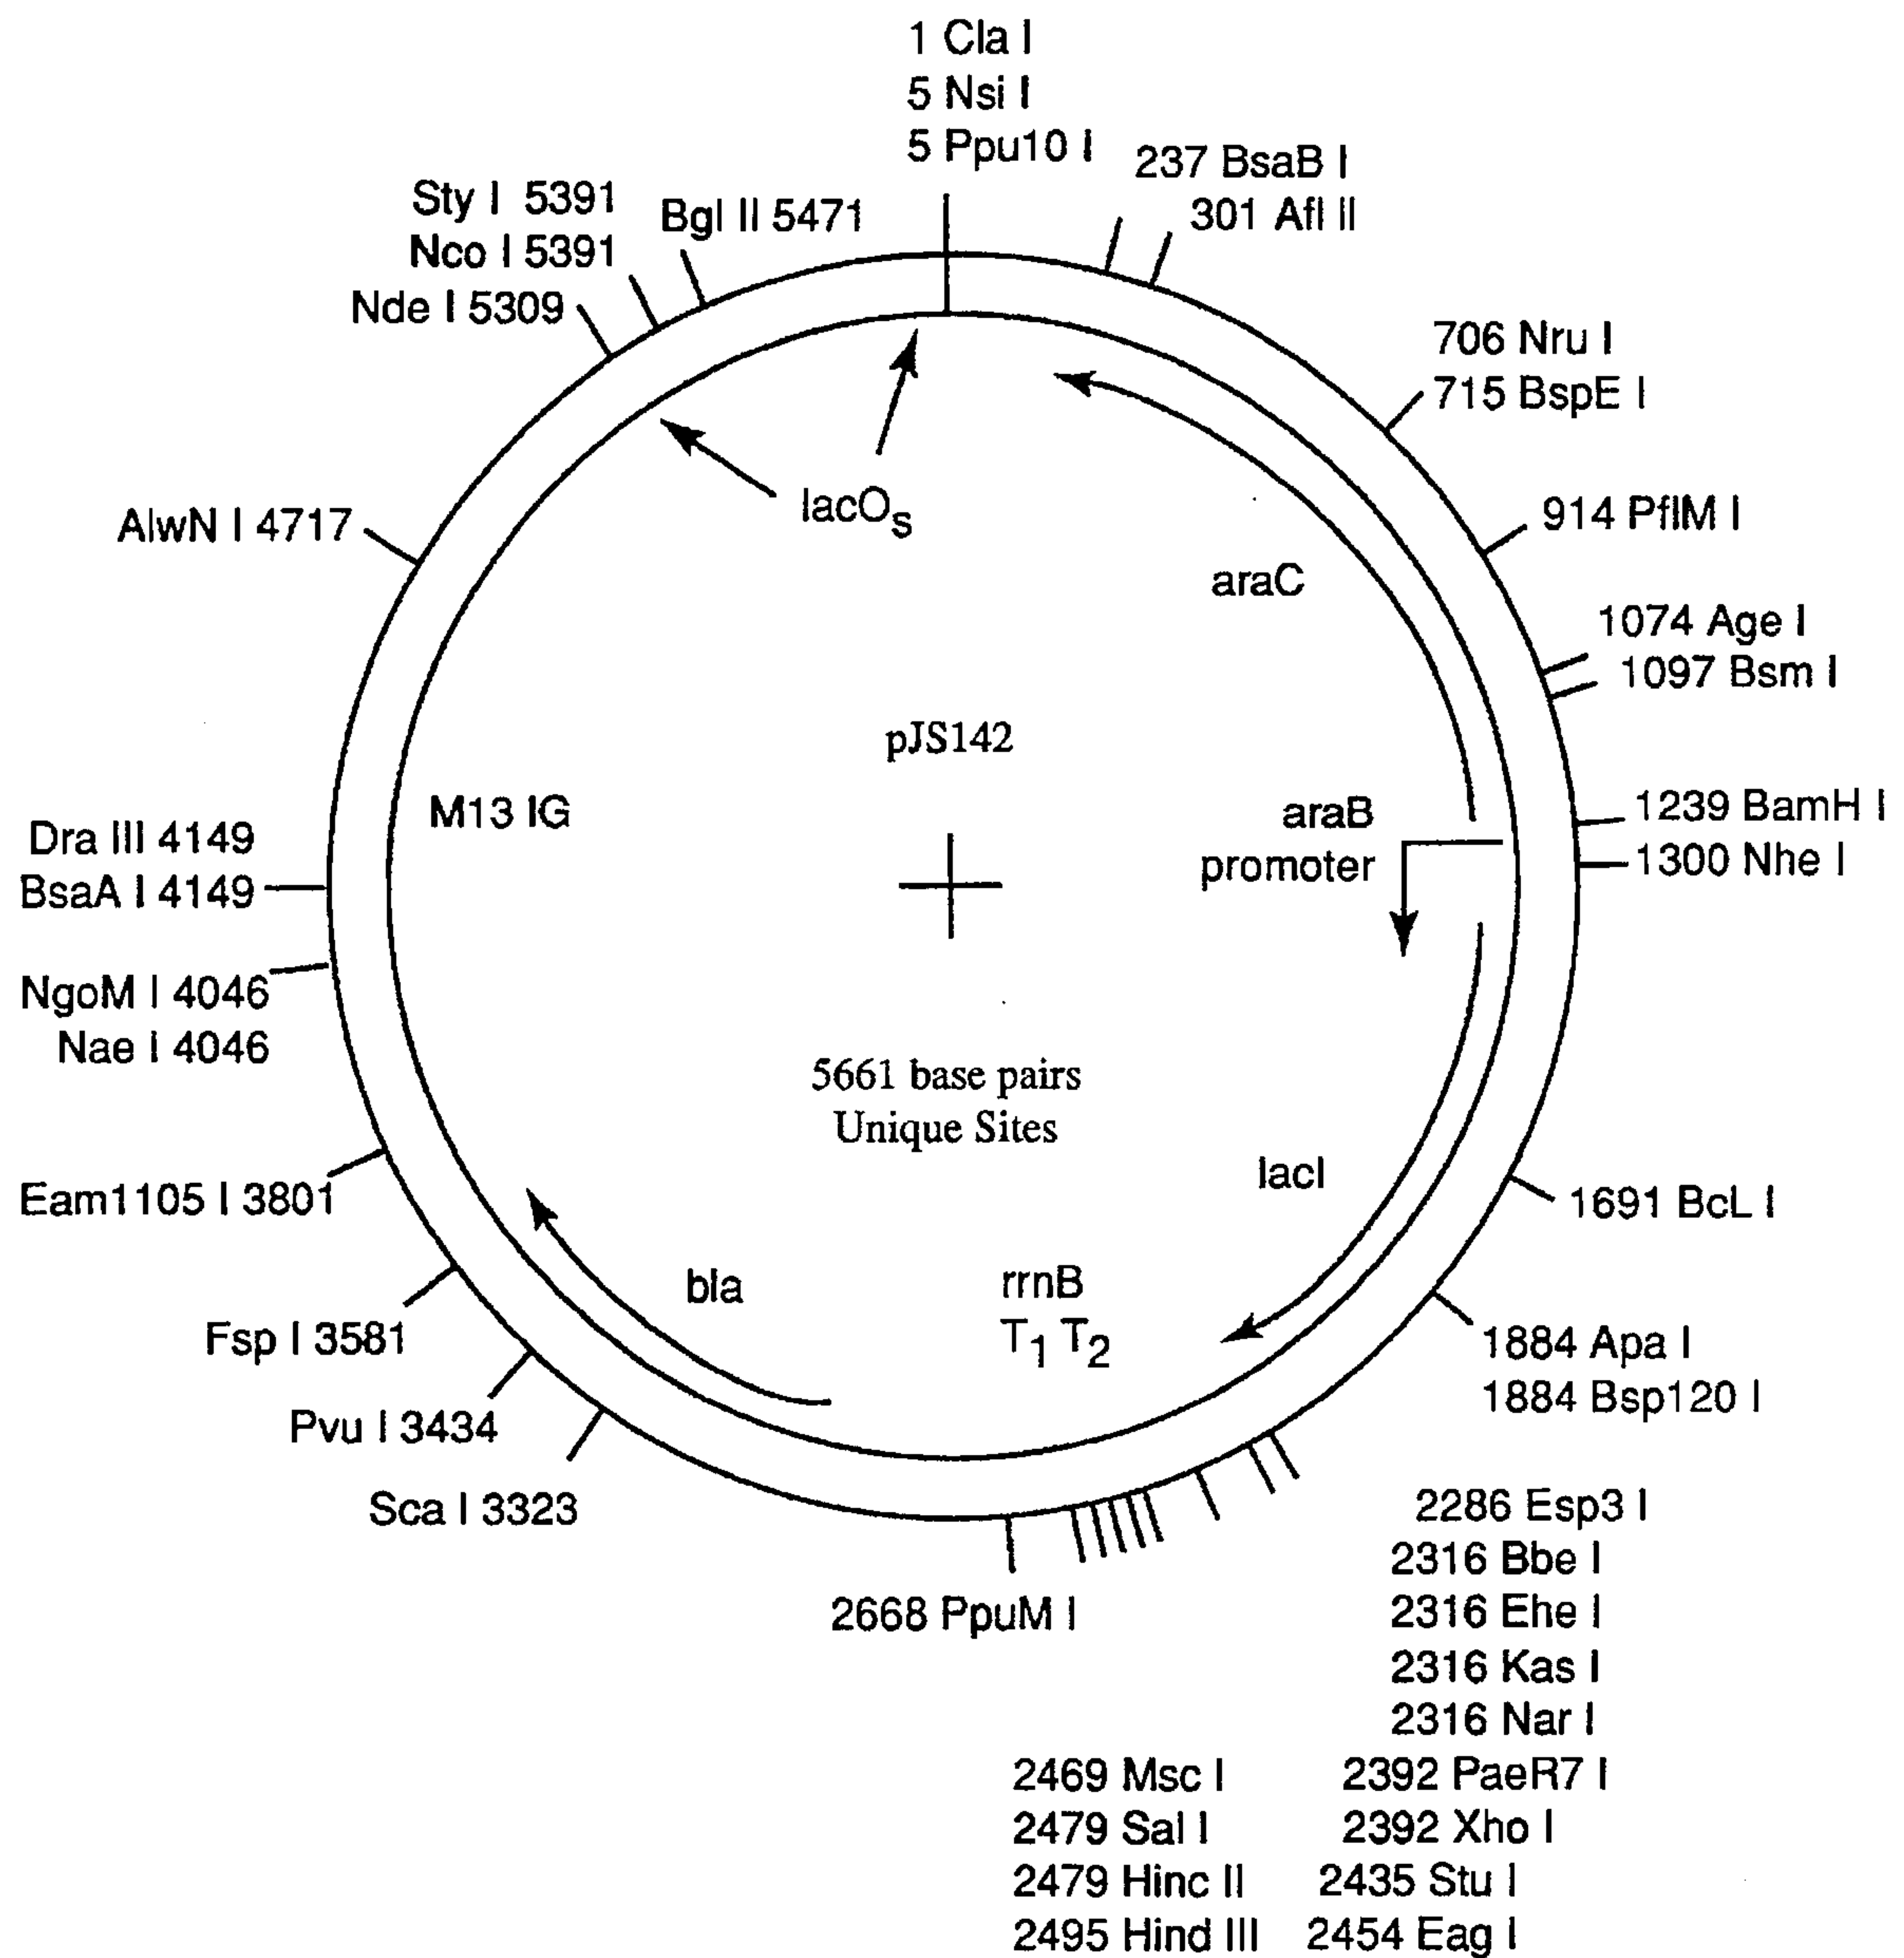 1 Cla I
5 Nsi I
5 Ppu10 I
237 BsaB I
301 Afl II
706 Nru I
715 BspE I
914 PflM I
1074 Age I
1097 Bsm I
1239 BamH I
1300 Nhe I
1691 BcL I
1884 Apa I
1884 Bsp120 I
2286 Esp3 I
2316 Bbe I
2316 Ehe I
2316 Kas I
2316 Nar I
2392 PaeR7 I
2392 Xho I
2435 Stu I
2454 Eag I
2469 Msc I
2479 Sal I
2479 Hinc II
2495 Hind III
2668 PpuM I
Sca I 3323
Pvu I 3434
Fsp I 3581
Eam1105 I 3801
NgoM I 4046
Nae I 4046
Dra III 4149
BsaA I 4149
AlwN I 4717
Nde I 5309
Sty I 5391
Nco I 5391
Bgl II 5471
lacOs
araC
pJS142
M13 IG
araB
promoter
5661 base pairs
Unique Sites
lacI
bla
rrnB
T1 T2